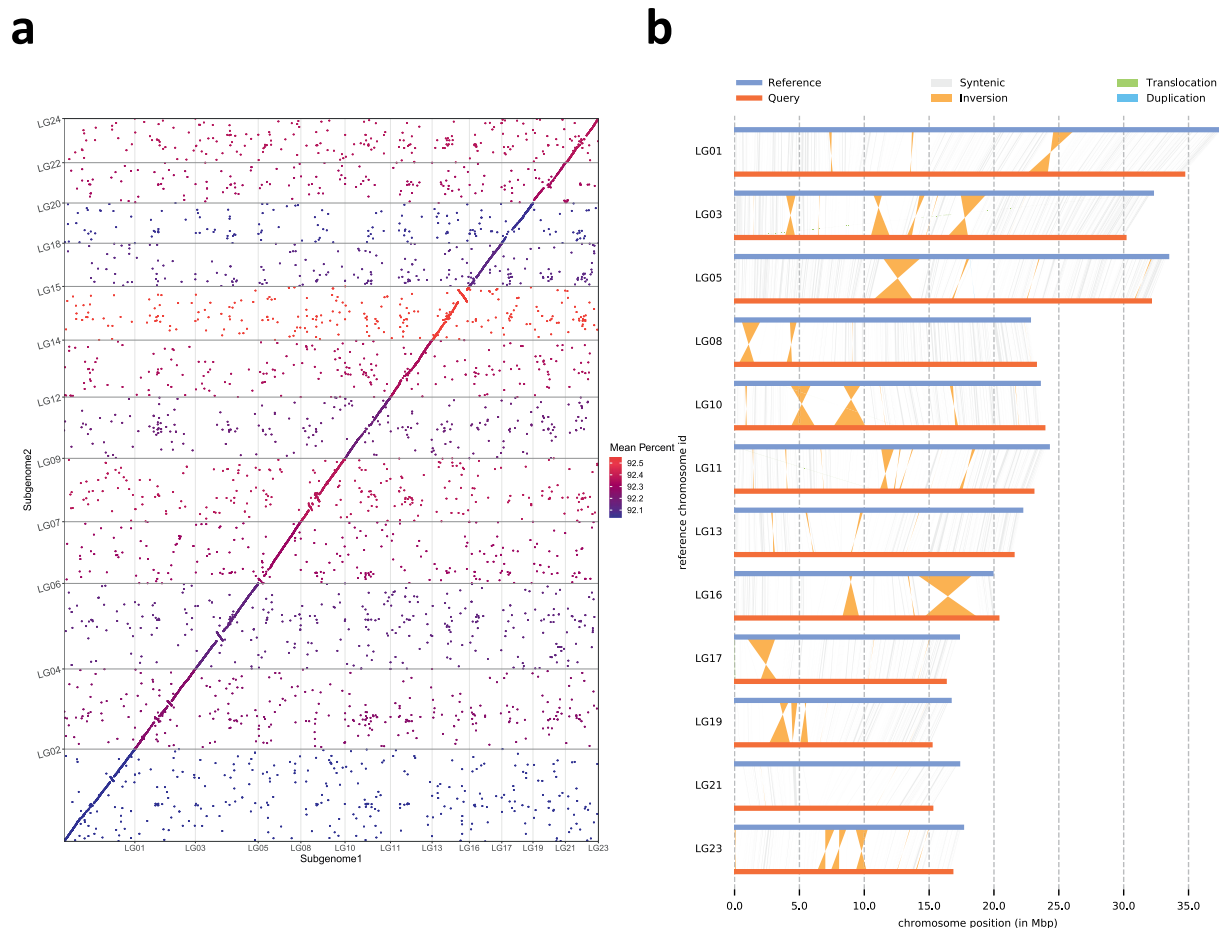 a
b
Reference
Syntenic
Translocation
Query
Inversion
Duplication
LG24
LG22
LG20
LG18
LG15
LG14
LG12
LG09
LG07
LG06
LG04
LG02
Subgenome2
LG01 LG03 LG05 LG08 LG10 LG11 LG13 LG16 LG17 LG19 LG21 LG23
Subgenome1
Mean Percent
92.5
92.4
92.3
92.2
92.1
reference chromosome id
LG01
LG03
LG05
LG08
LG10
LG11
LG13
LG16
LG17
LG19
LG21
LG23
0.0 5.0 10.0 15.0 20.0 25.0 30.0 35.0
chromosome position (in Mbp)